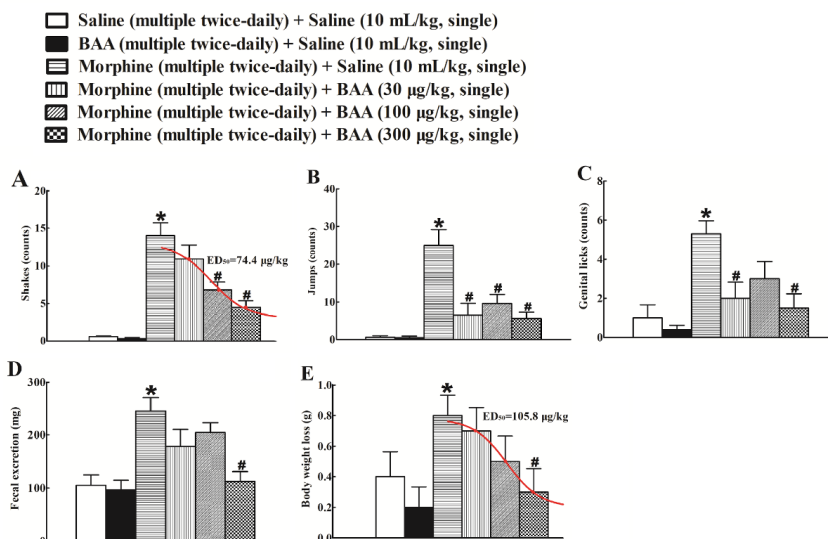 Saline (multiple twice-daily) + Saline (10 mL/kg, single)
BAA (multiple twice-daily) + Saline (10 mL/kg, single)
Morphine (multiple twice-daily) + Saline (10 mL/kg, single)
Morphine (multiple twice-daily) + BAA (30 µg/kg, single)
Morphine (multiple twice-daily) + BAA (100 µg/kg, single)
Morphine (multiple twice-daily) + BAA (300 µg/kg, single)
A
Shakes (counts)
20
15
10
5
0
*
ED50=74.4 µg/kg
#
#
B
Jumps (counts)
40
30
20
10
0
*
#
#
#
C
Genital licks (counts)
8
6
4
2
0
*
#
#
D
Fecal excretion (mg)
300
200
100
*
#
E
Body weight loss (g)
1.0
0.8
0.6
0.4
0.2
0.0
*
ED50=105.8 µg/kg
#